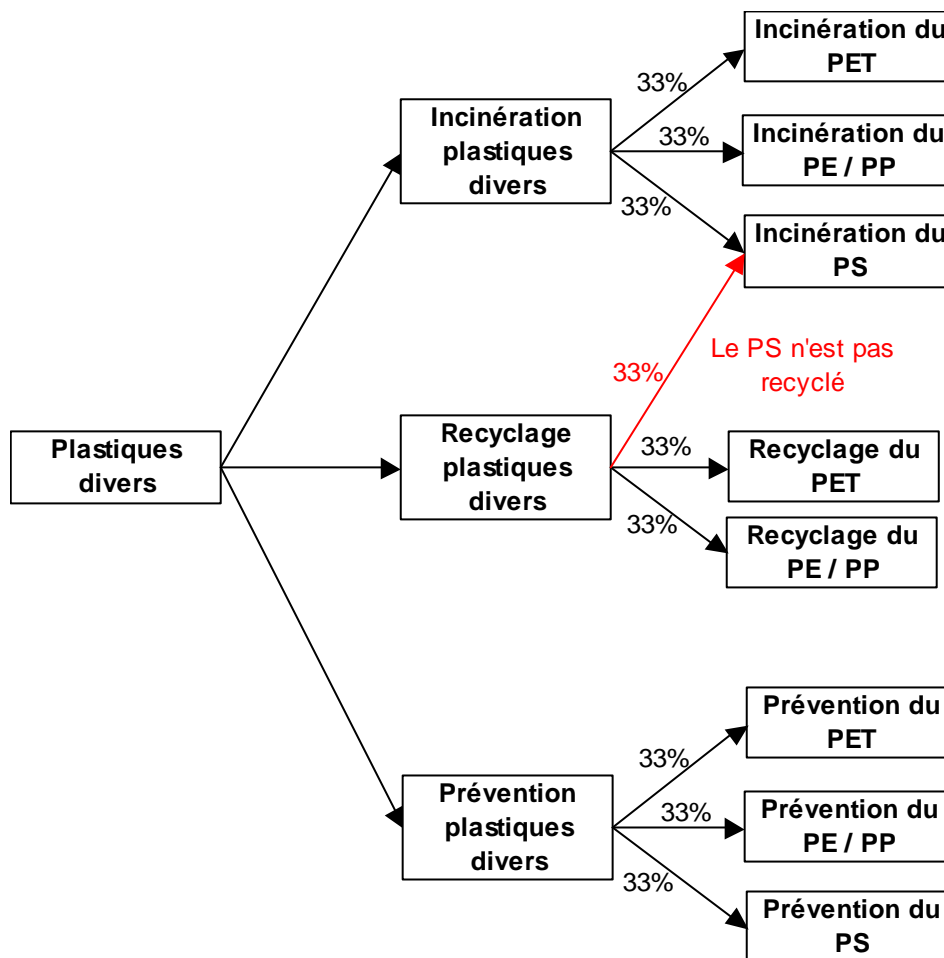 Incinération du
PET
33%
Incinération
plastiques
divers
33%
Incinération du
PE / PP
33%
Incinération du
PS
Le PS n'est pas
recyclé
33%
Plastiques
divers
Recyclage
plastiques
divers
33%
Recyclage du
PET
33%
Recyclage du
PE / PP
Prévention du
PET
33%
Prévention
plastiques
divers
33%
Prévention du
PE / PP
33%
Prévention du
PS